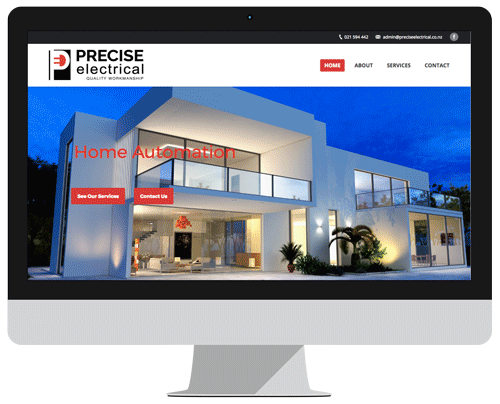 021 594 442 admin@preciseelectrical.co.nz f
PRECISE
electrical
QUALITY WORKMANSHIP
HOME ABOUT SERVICES CONTACT
Home Automation
See Our Services Contact Us